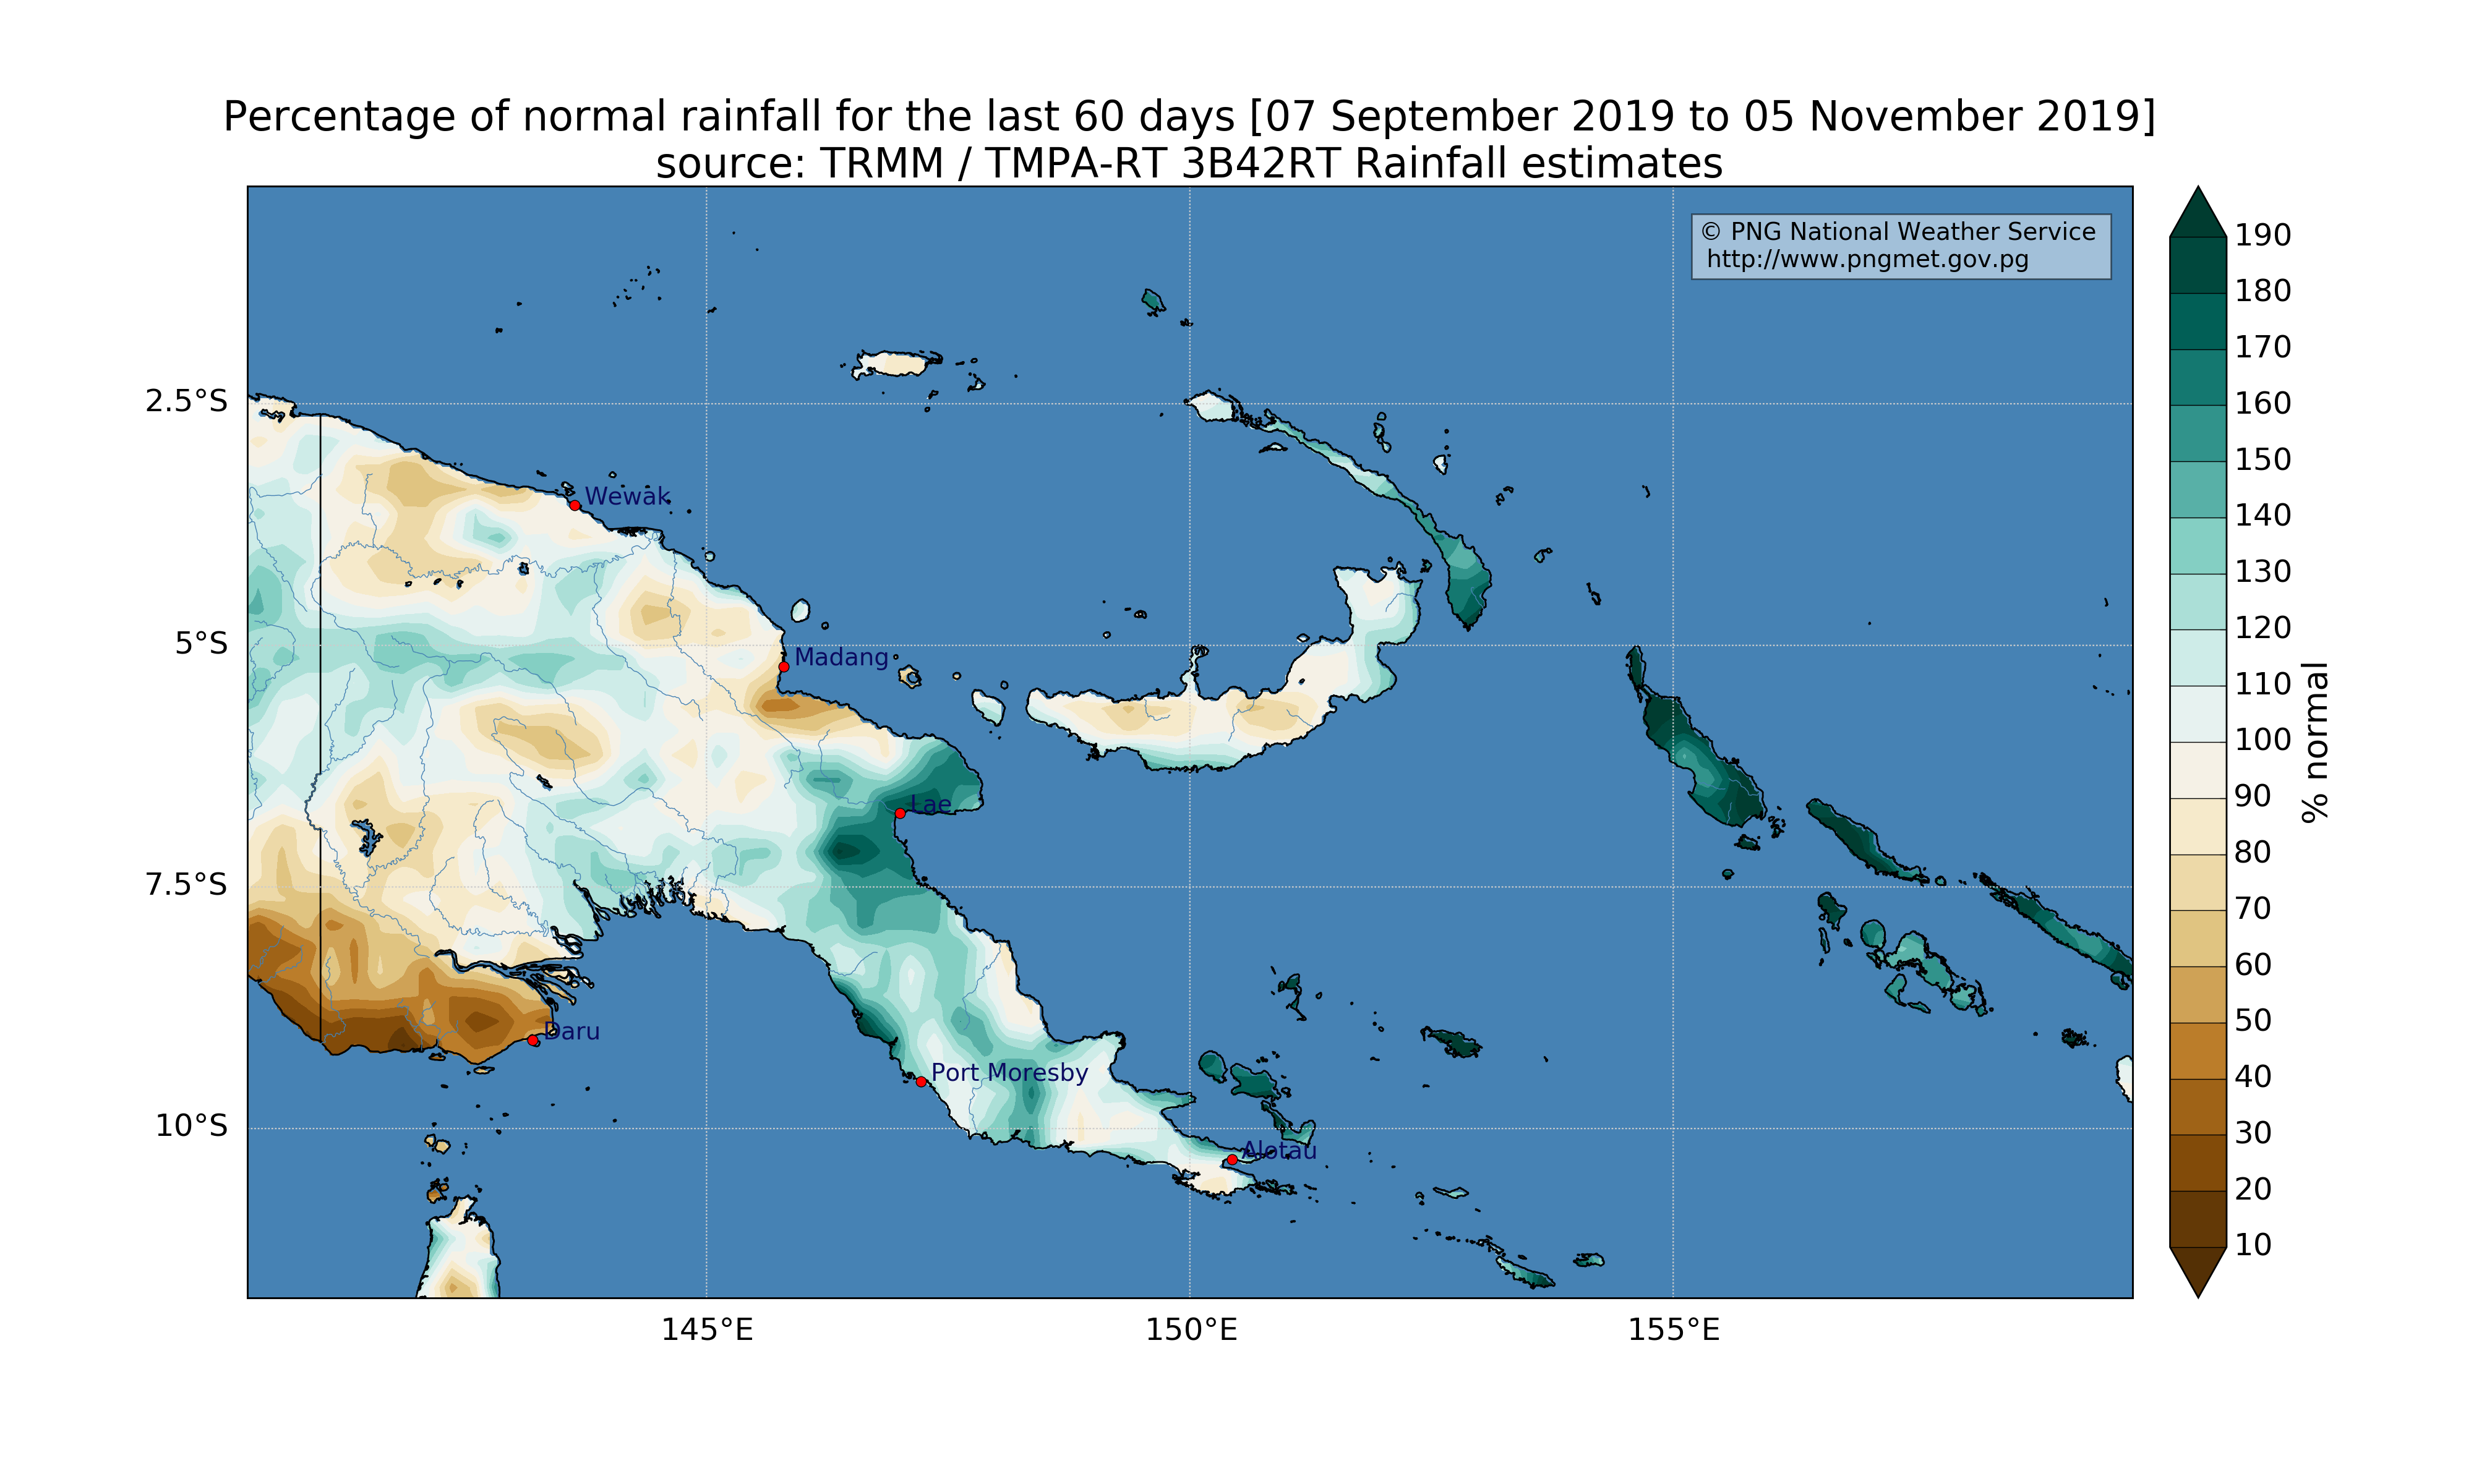 Percentage of normal rainfall for the last 60 days [07 September 2019 to 05 November 2019]
source: TRMM / TMPA-RT 3B42RT Rainfall estimates
© PNG National Weather Service
http://www.pngmet.gov.pg
2.5°S
5°S
7.5°S
10°S
145°E
150°E
155°E
Wewak
Madang
Lae
Daru
Port Moresby
Alotau
190
180
170
160
150
140
130
120
110
100
90
80
70
60
50
40
30
20
10
% normal